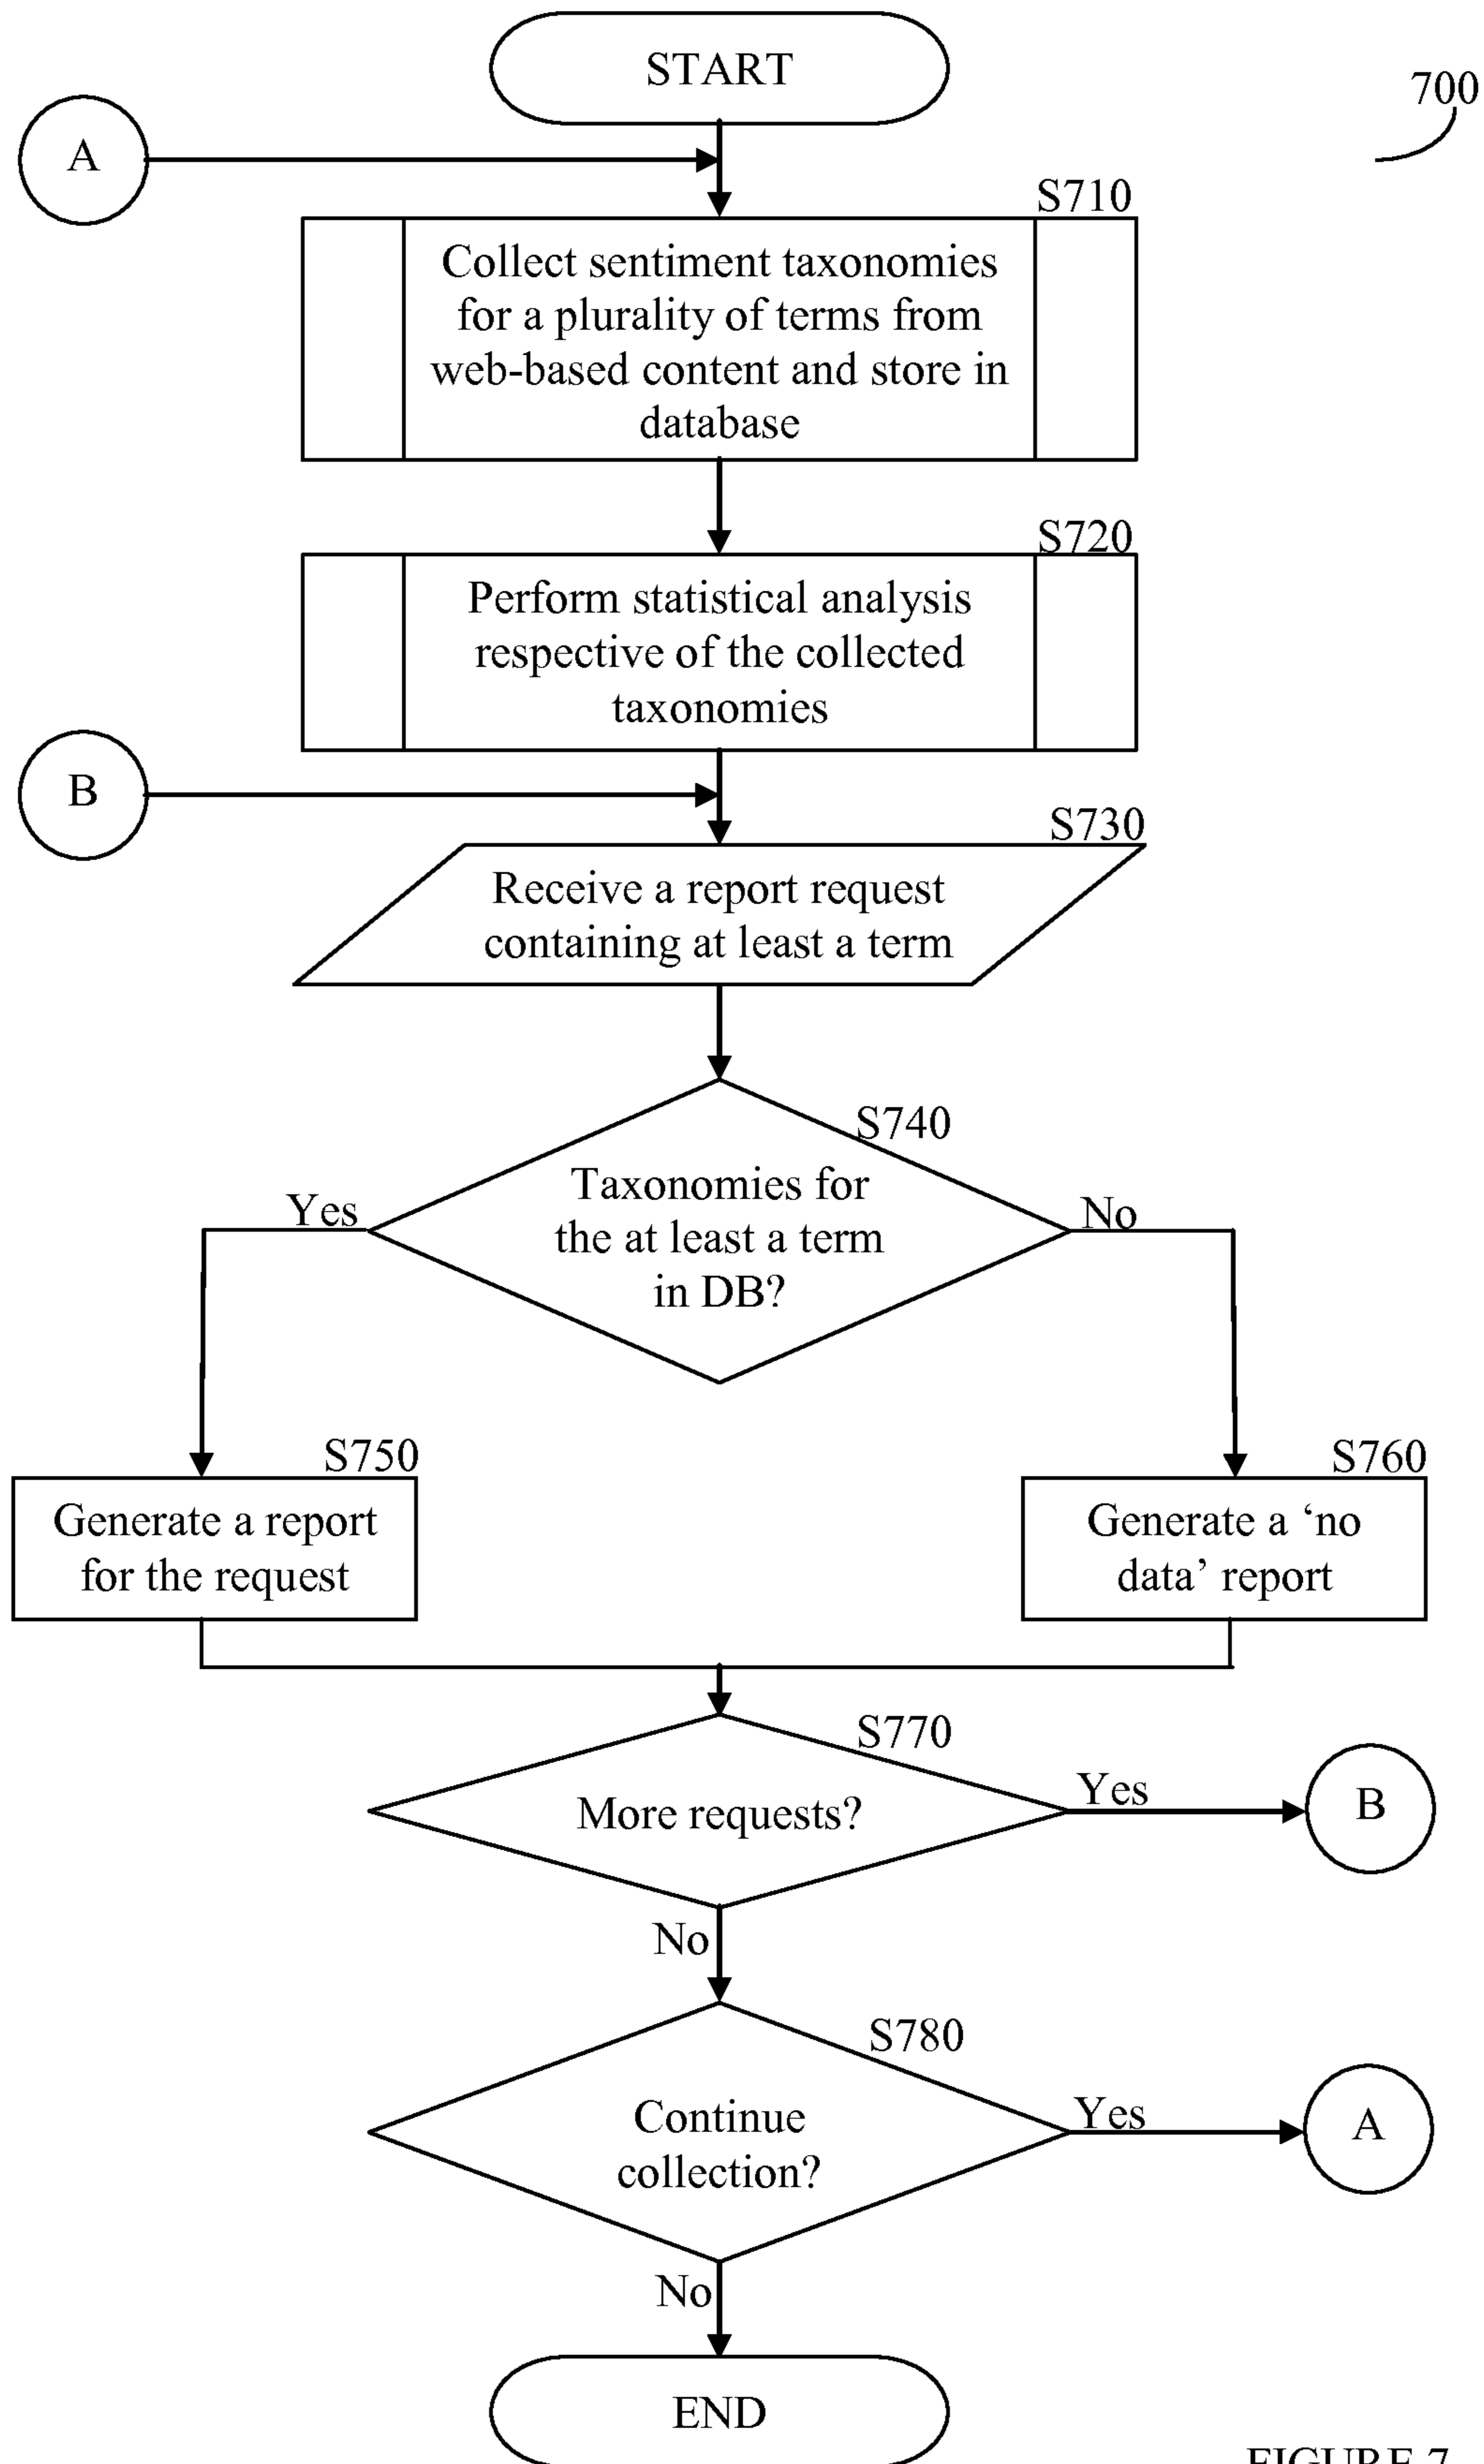 START
700
A
S710
Collect sentiment taxonomies
for a plurality of terms from
web-based content and store in
database
S720
Perform statistical analysis
respective of the collected
taxonomies
B
S730
Receive a report request
containing at least a term
S740
Taxonomies for
the at least a term
in DB?
Yes
No
S750
S760
Generate a report
for the request
Generate a ‘no
data’ report
S770
More requests?
Yes
B
No
S780
Continue
collection?
Yes
A
No
END
FIGURE 7